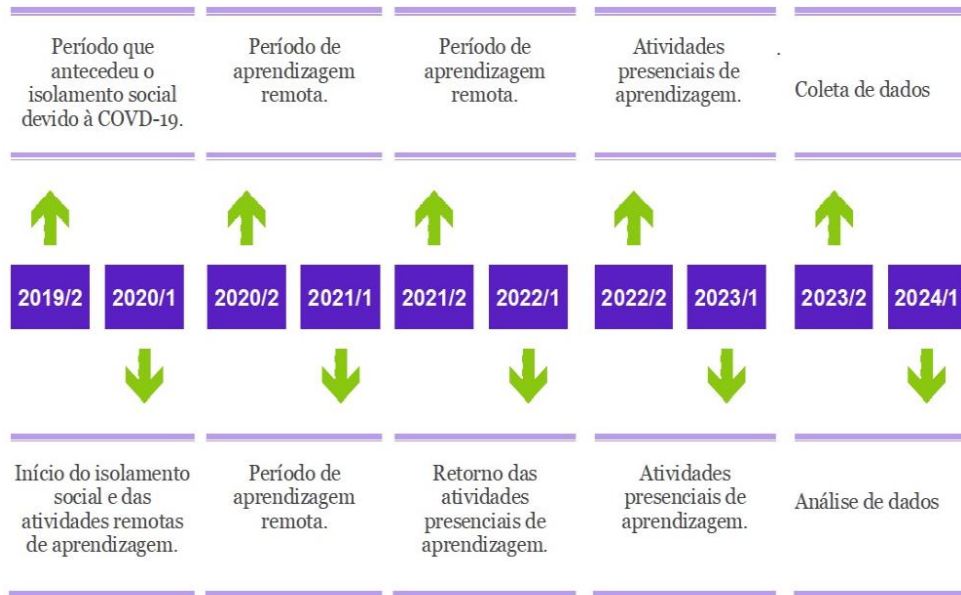 Período que
antecedeu o
isolamento social
devido à COVD-19.
Período de
aprendizagem
remota.
Período de
aprendizagem
remota.
Atividades
presenciais de
aprendizagem.
.
Coleta de dados
2019/2
2020/1
2020/2
2021/1
2021/2
2022/1
2022/2
2023/1
2023/2
2024/1
Início do isolamento
social e das
atividades remotas
de aprendizagem.
Período de
aprendizagem
remota.
Retorno das
atividades
presenciais de
aprendizagem.
Atividades
presenciais de
aprendizagem.
Análise de dados